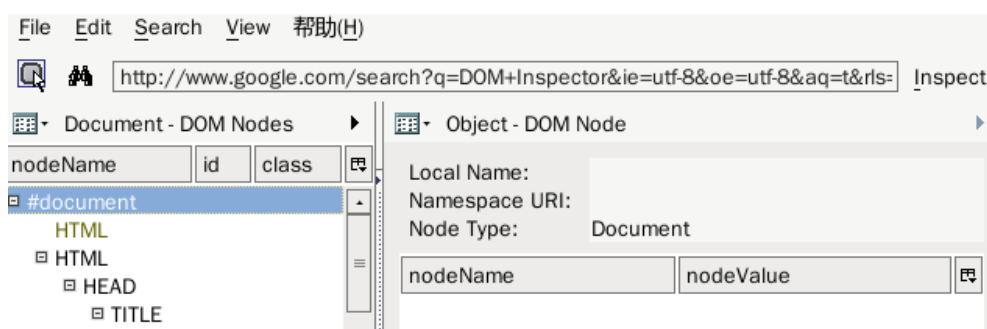 File Edit Search View 帮助(H)
http://www.google.com/search?q=DOM+Inspector&ie=utf-8&oe=utf-8&aq=t&rls= Inspect
Document - DOM Nodes
nodeName id class
#document
HTML
HTML
HEAD
TITLE
Object - DOM Node
Local Name:
Namespace URI:
Node Type: Document
nodeName nodeValue